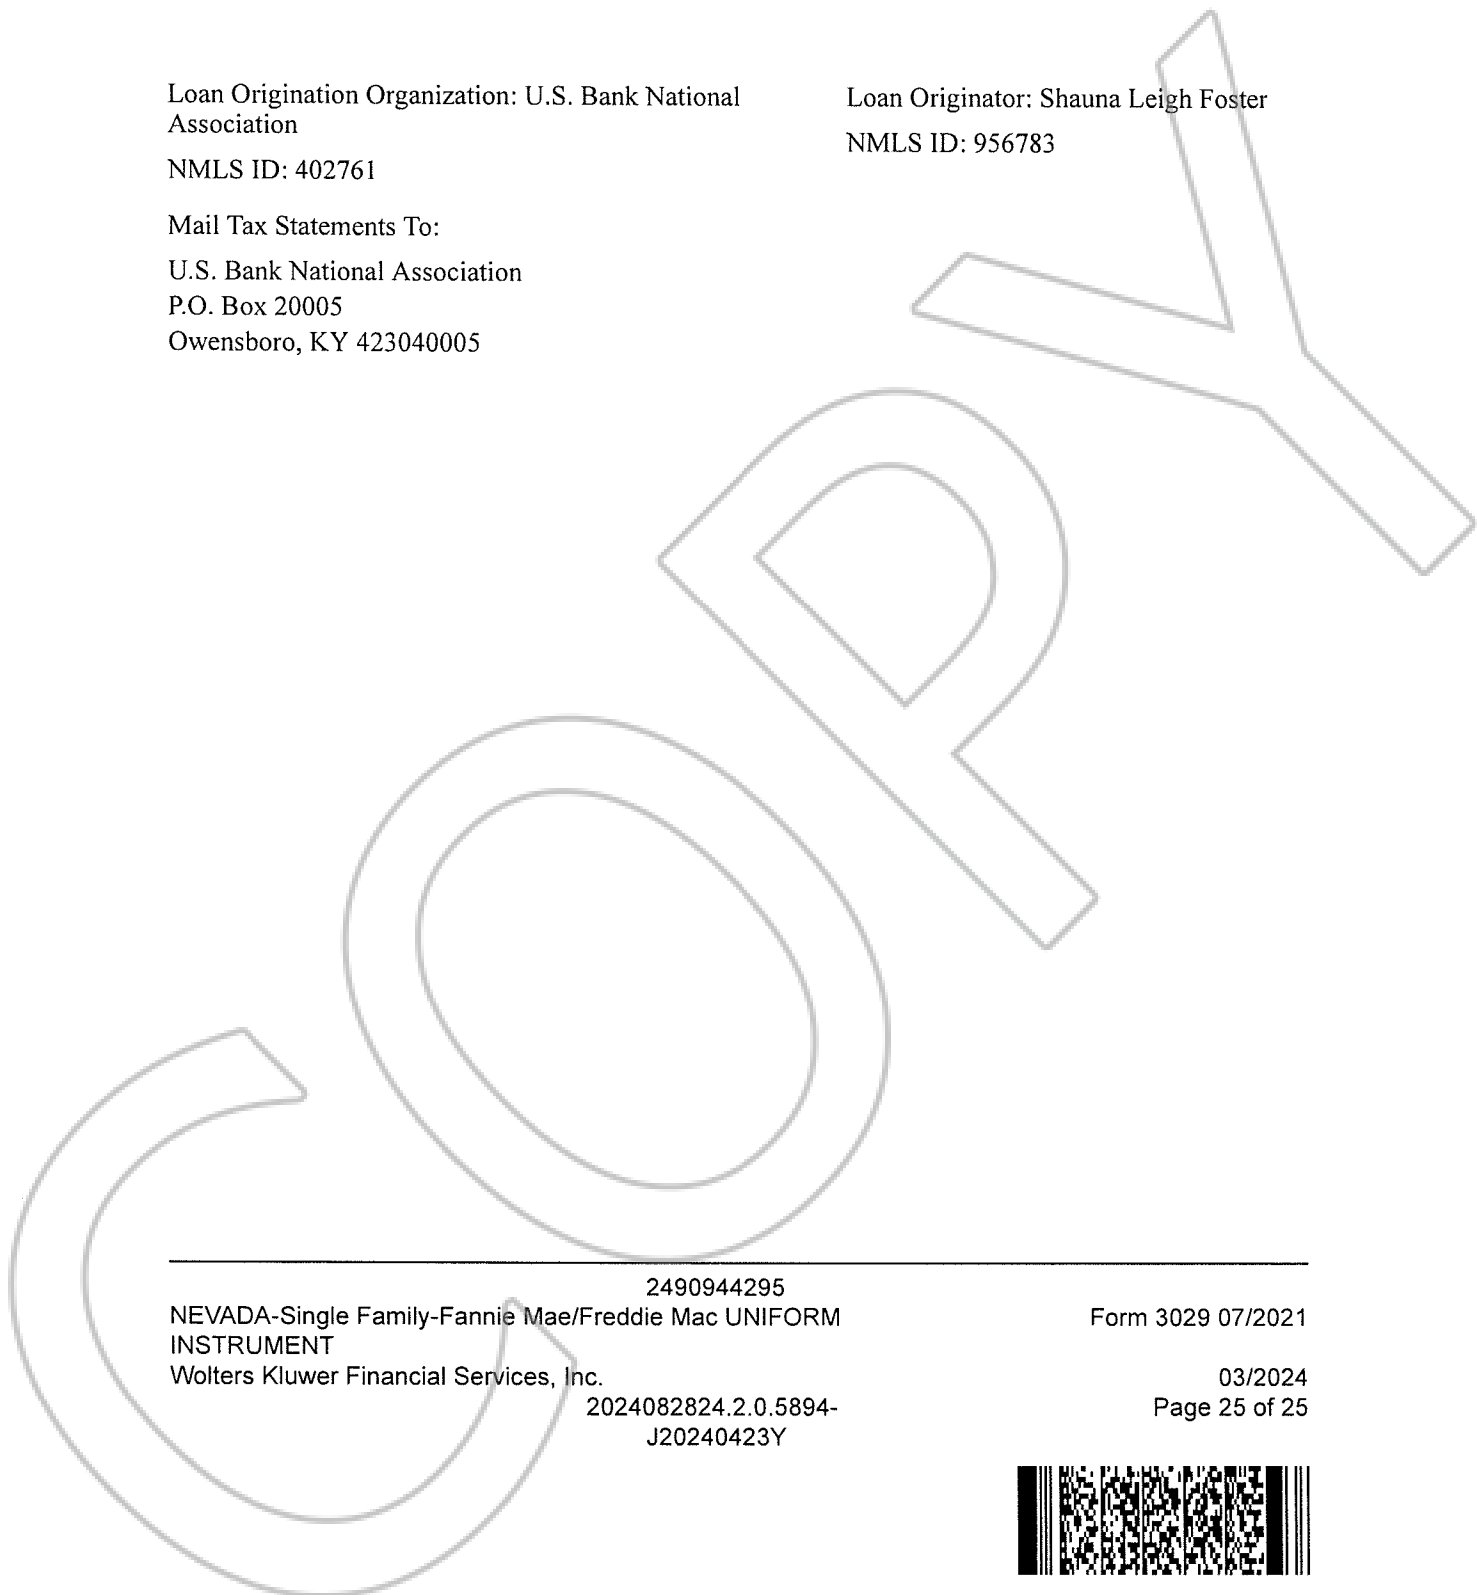 Loan Origination Organization: U.S. Bank National
Association
NMLS ID: 402761
Loan Originator: Shauna Leigh Foster
NMLS ID: 956783
Mail Tax Statements To:
U.S. Bank National Association
P.O. Box 20005
Owensboro, KY 423040005
COPY
2490944295
NEVADA-Single Family-Fannie Mae/Freddie Mac UNIFORM
INSTRUMENT
Form 3029 07/2021
Wolters Kluwer Financial Services, Inc.
03/2024
2024082824.2.0.5894-
J20240423Y
Page 25 of 25